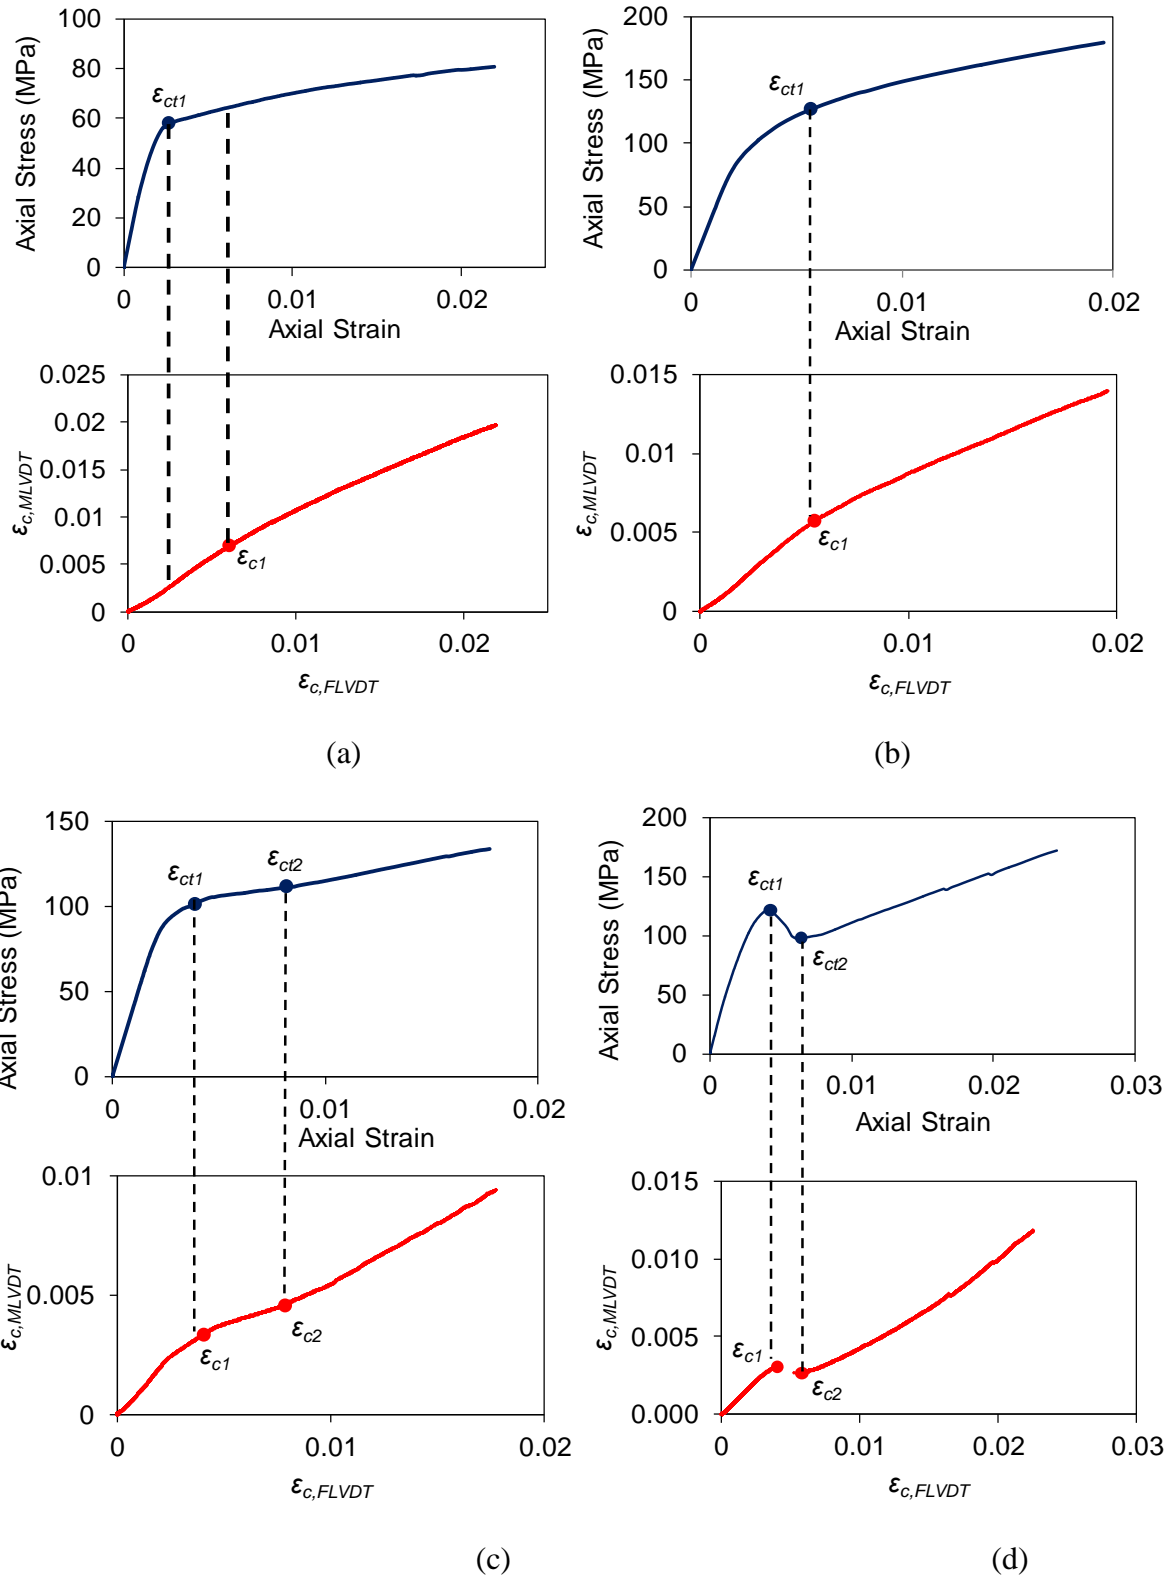 Axial Stress (MPa)
100
80
60
40
20
0
εct1
0
0.01
0.02
Axial Strain
εc,MLVDT
0.025
0.02
0.015
0.01
0.005
0
εc1
0
0.01
0.02
εc,FLVDT
(a)
Axial Stress (MPa)
200
150
100
50
0
εct1
0
0.01
0.02
Axial Strain
εc,MLVDT
0.015
0.01
0.005
0
εc1
0
0.01
0.02
εc,FLVDT
(b)
Axial Stress (MPa)
150
100
50
0
εct1
εct2
0
0.01
0.02
Axial Strain
εc,MLVDT
0.01
0.005
0
εc1
εc2
0
0.01
0.02
εc,FLVDT
(c)
Axial Stress (MPa)
200
150
100
50
0
εct1
εct2
0
0.01
0.02
0.03
Axial Strain
εc,MLVDT
0.015
0.010
0.005
0.000
εc1
εc2
0
0.01
0.02
0.03
εc,FLVDT
(d)